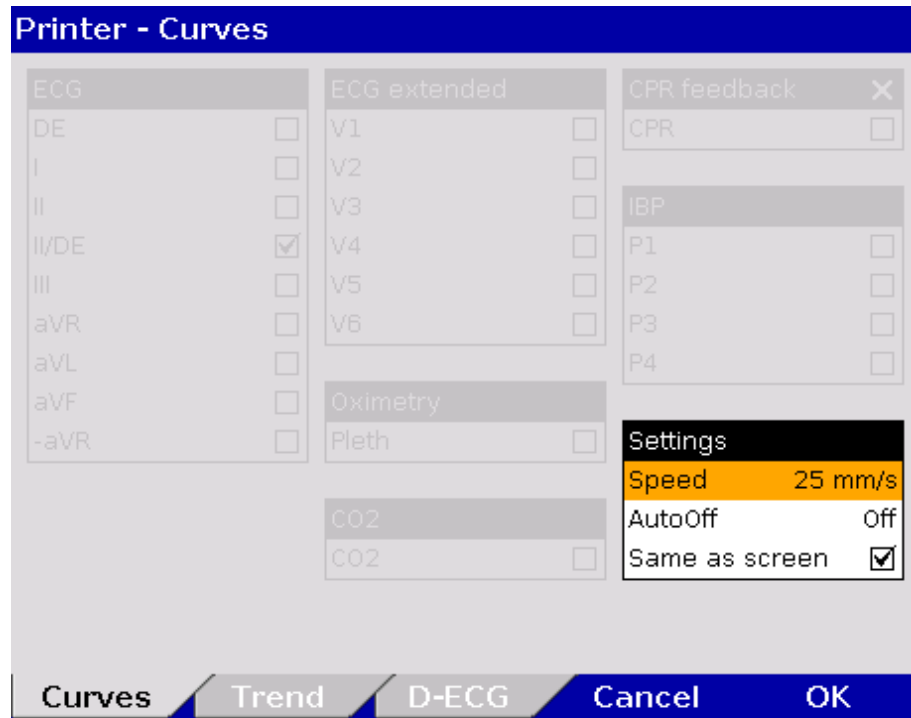 Printer - Curves
ECG
DE
I
II
II/DE
III
aVR
aVL
aVF
-aVR
ECG extended
V1
V2
V3
V4
V5
V6
Oximetry
Pleth
CO2
CO2
CPR feedback
CPR
IBP
P1
P2
P3
P4
Settings
Speed 25 mm/s
AutoOff Off
Same as screen
Curves Trend D-ECG Cancel OK